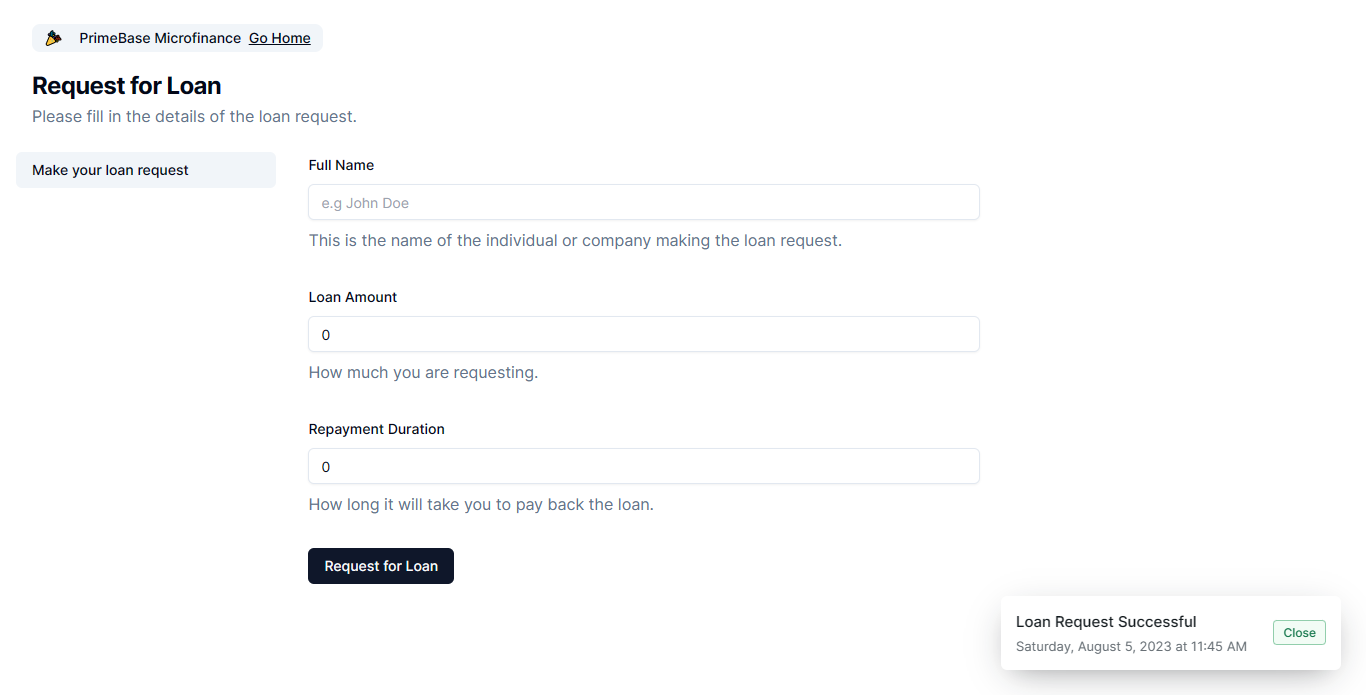 PrimeBase Microfinance Go Home
Request for Loan
Please fill in the details of the loan request.
Make your loan request
Full Name
e.g John Doe
This is the name of the individual or company making the loan request.
Loan Amount
0
How much you are requesting.
Repayment Duration
0
How long it will take you to pay back the loan.
Request for Loan
Loan Request Successful
Saturday, August 5, 2023 at 11:45 AM
Close